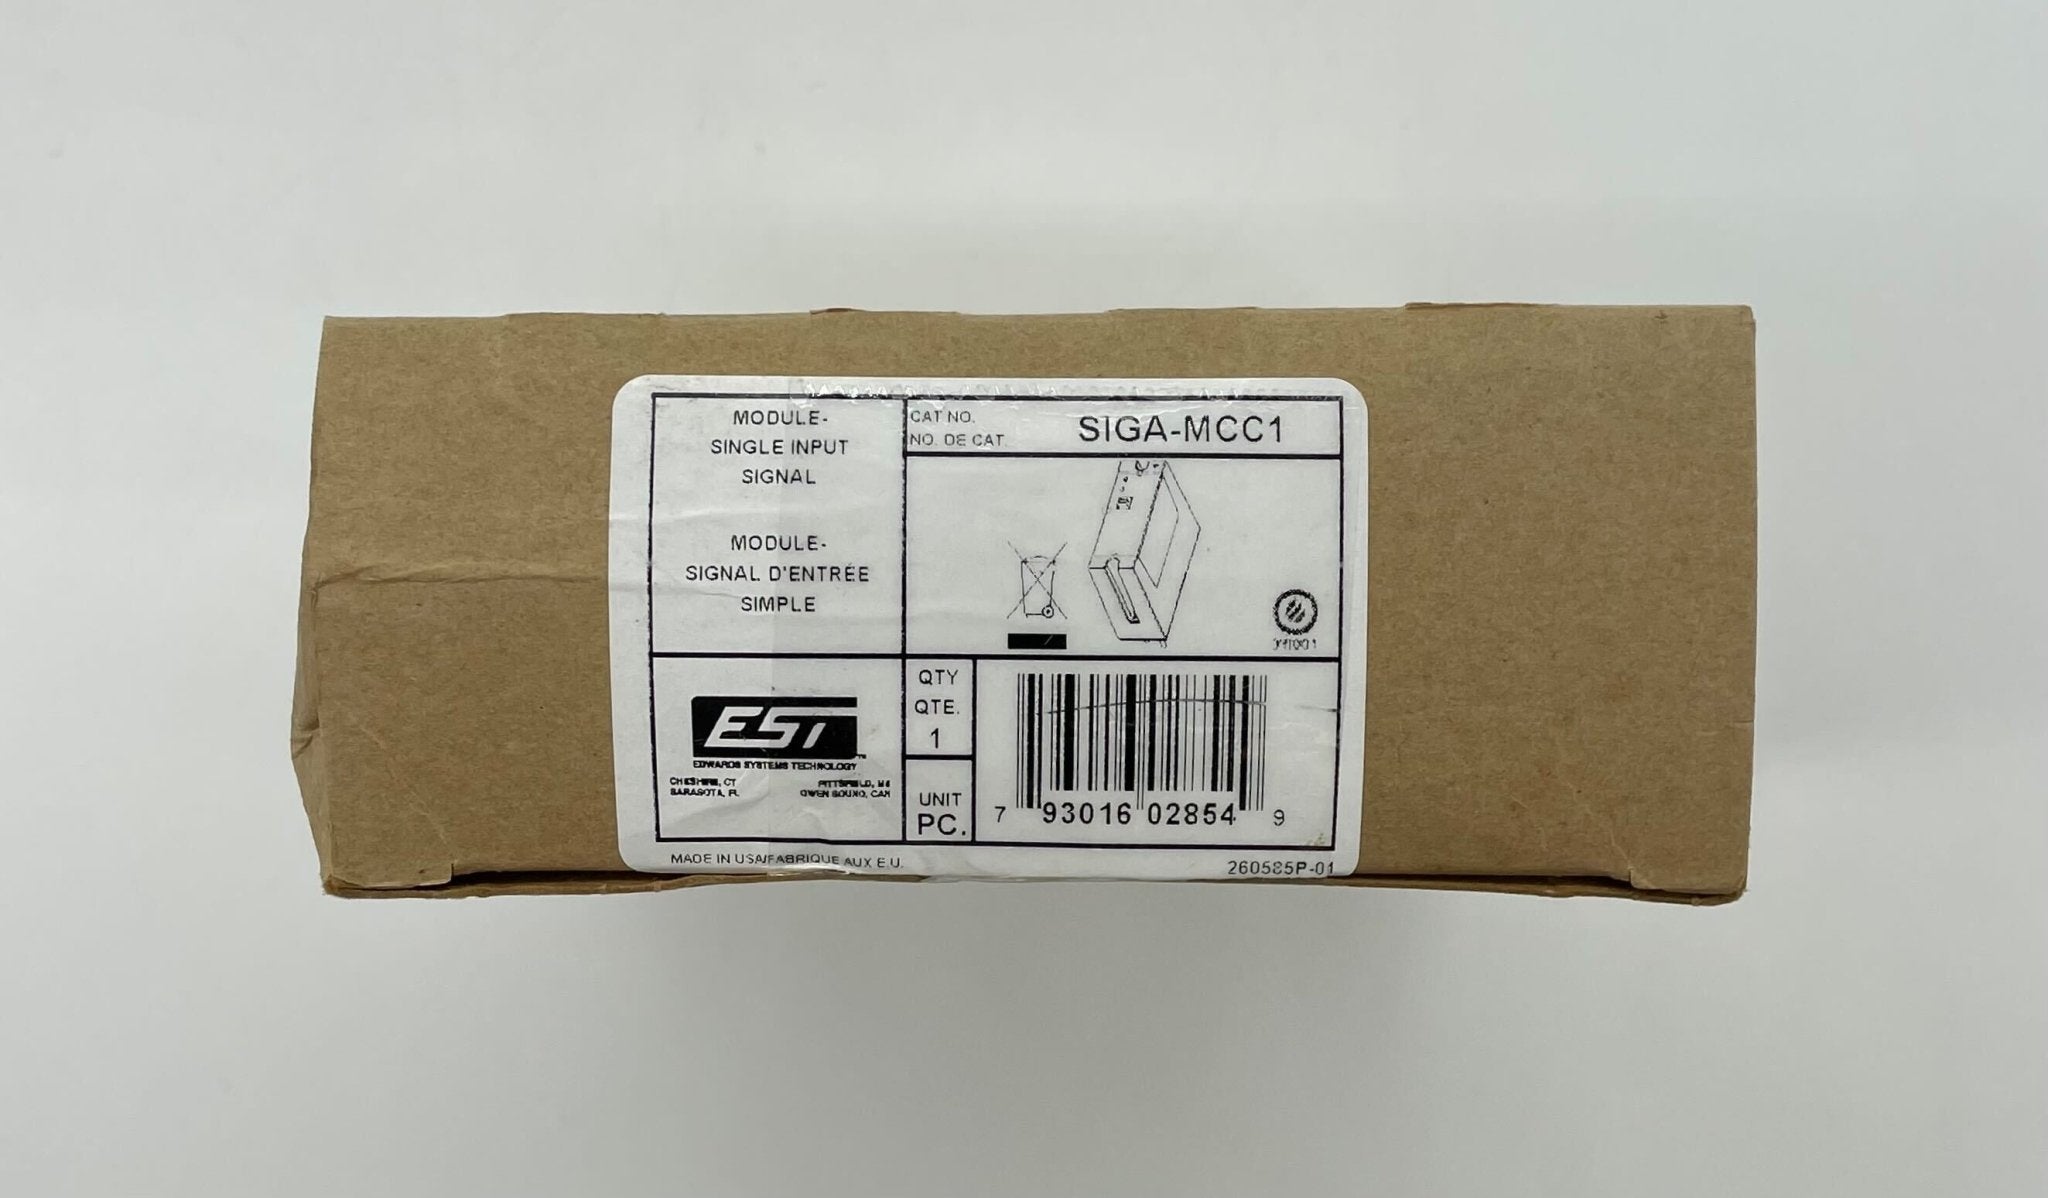 MODULE-
SINGLE INPUT
SIGNAL
MODULE-
SIGNAL D'ENTRÉE
SIMPLE
CAT NO.
NO. DE CAT.
SIGA-MCC1
EST
EDWARDS SYSTEMS TECHNOLOGY
CHESHIRE, CT
SARASOTA, FL
PITTSFIELD, ME
OWEN SOUND, CAN
QTY
QTE.
1
UNIT
PC.
7 93016 02854 9
MADE IN USA/FABRIQUE AUX E.U.
260585P-01